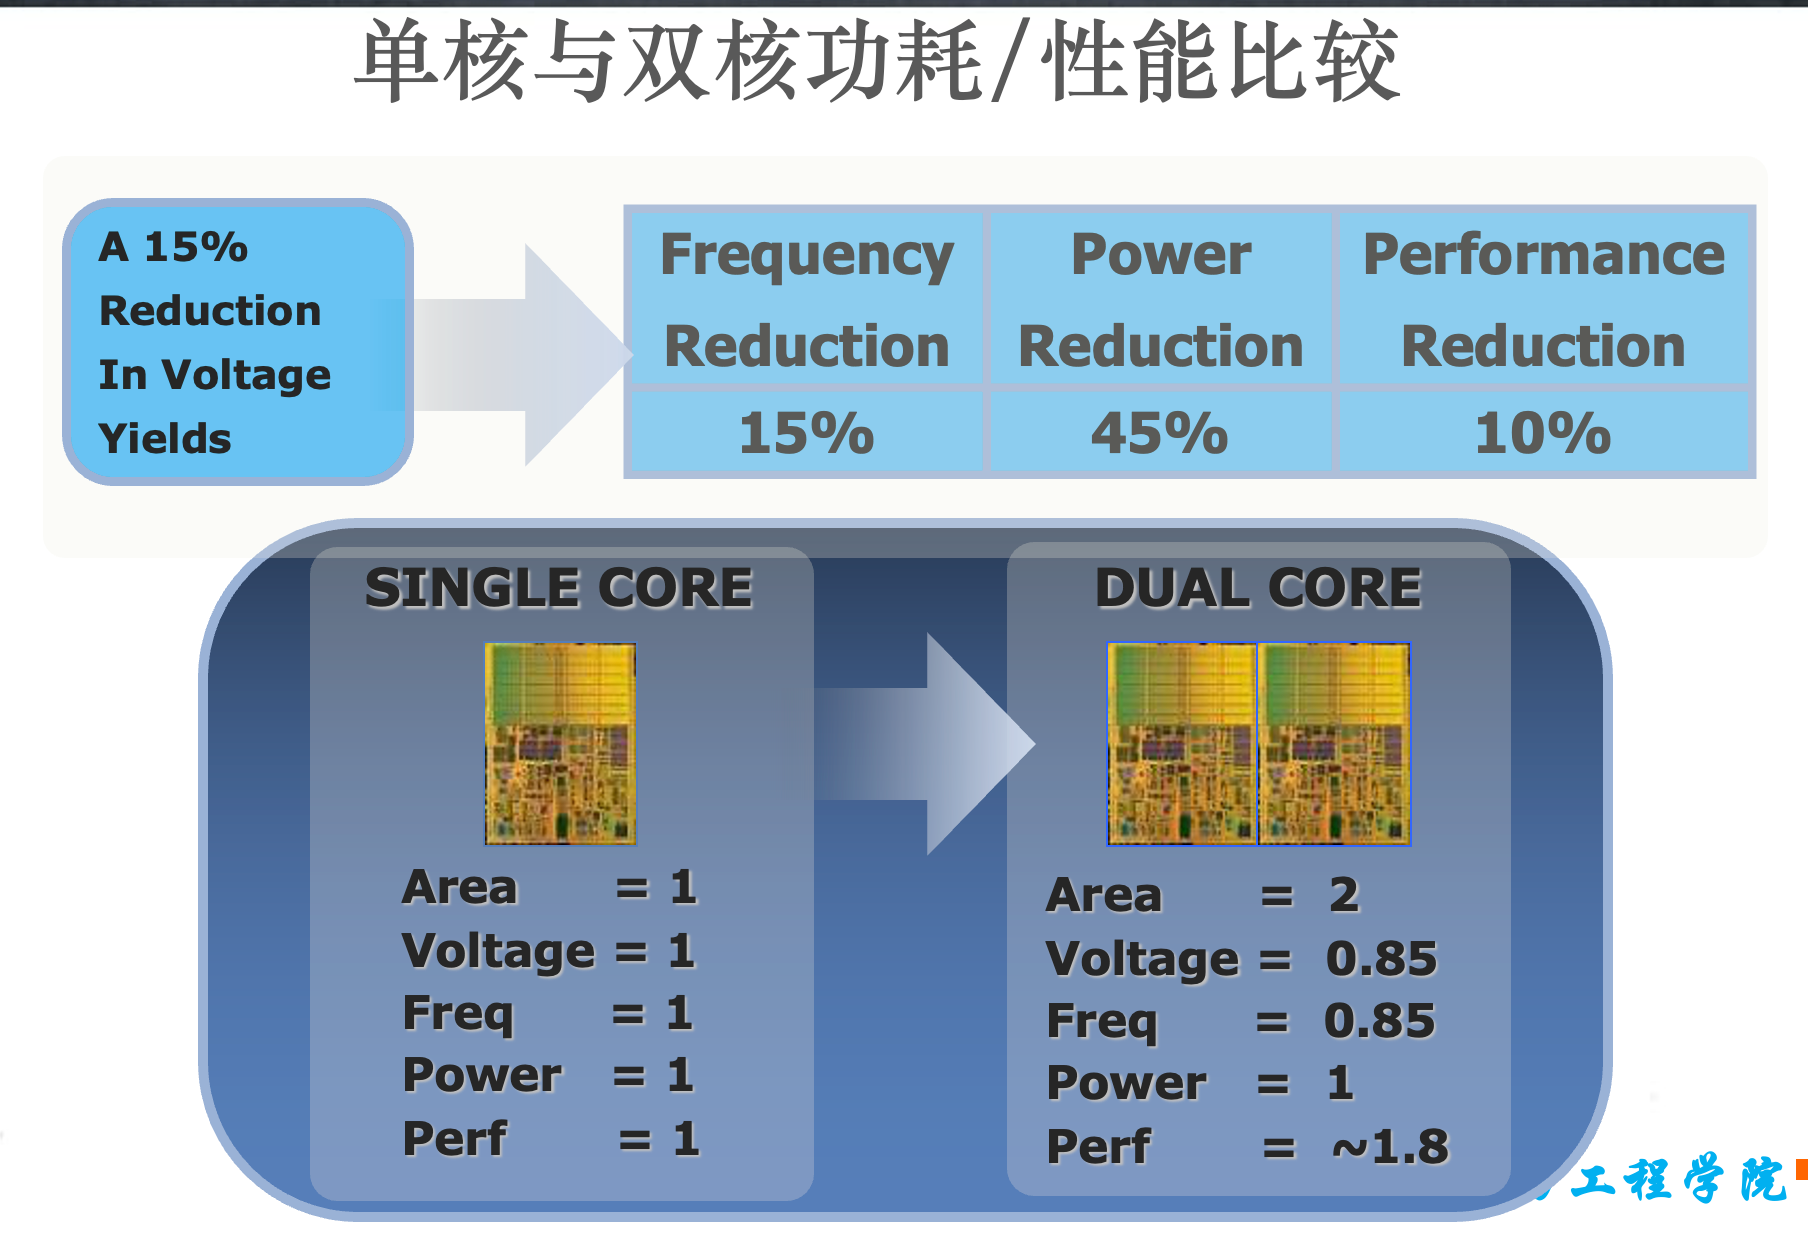 单核与双核功耗/性能比较
A 15%
Reduction
In Voltage
Yields
Frequency Reduction
Power Reduction
Performance Reduction
15%
45%
10%
SINGLE CORE
Area = 1
Voltage = 1
Freq = 1
Power = 1
Perf = 1
DUAL CORE
Area = 2
Voltage = 0.85
Freq = 0.85
Power = 1
Perf = ~1.8
工程学院